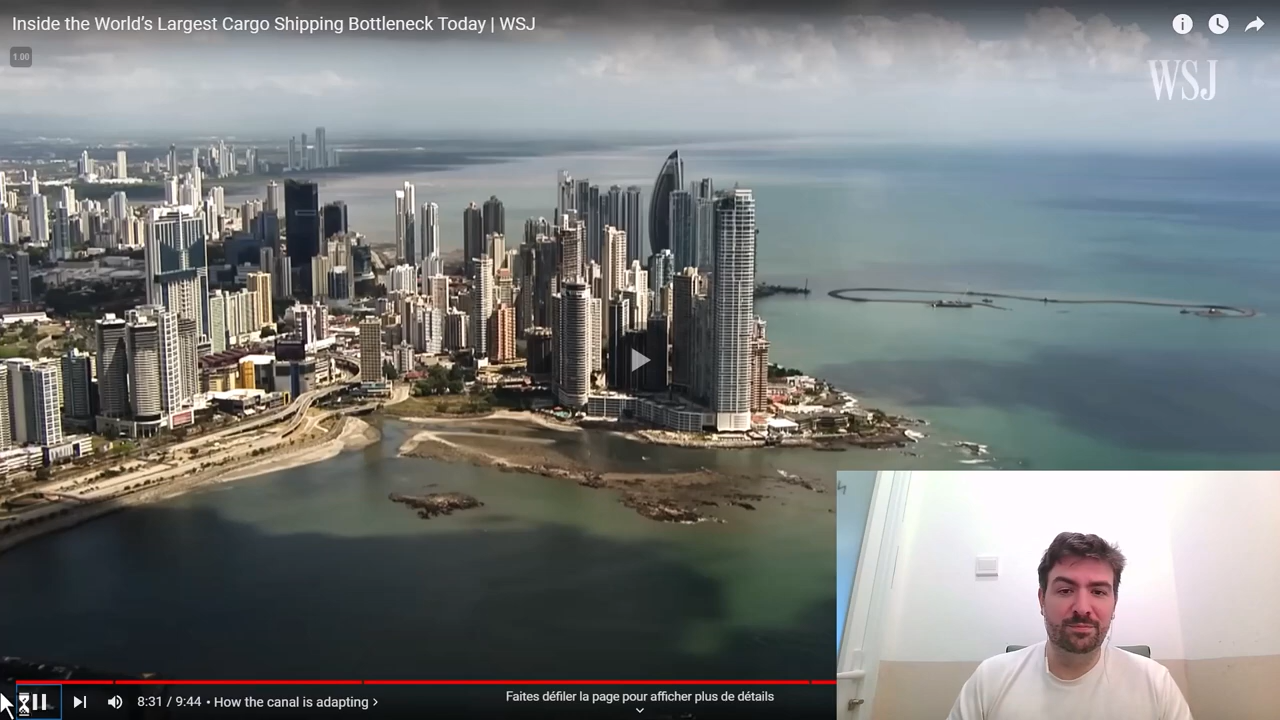 Inside the World’s Largest Cargo Shipping Bottleneck Today | WSJ
1.00
WSJ
8:31 / 9:44 • How the canal is adapting
Faites défiler la page pour afficher plus de détails